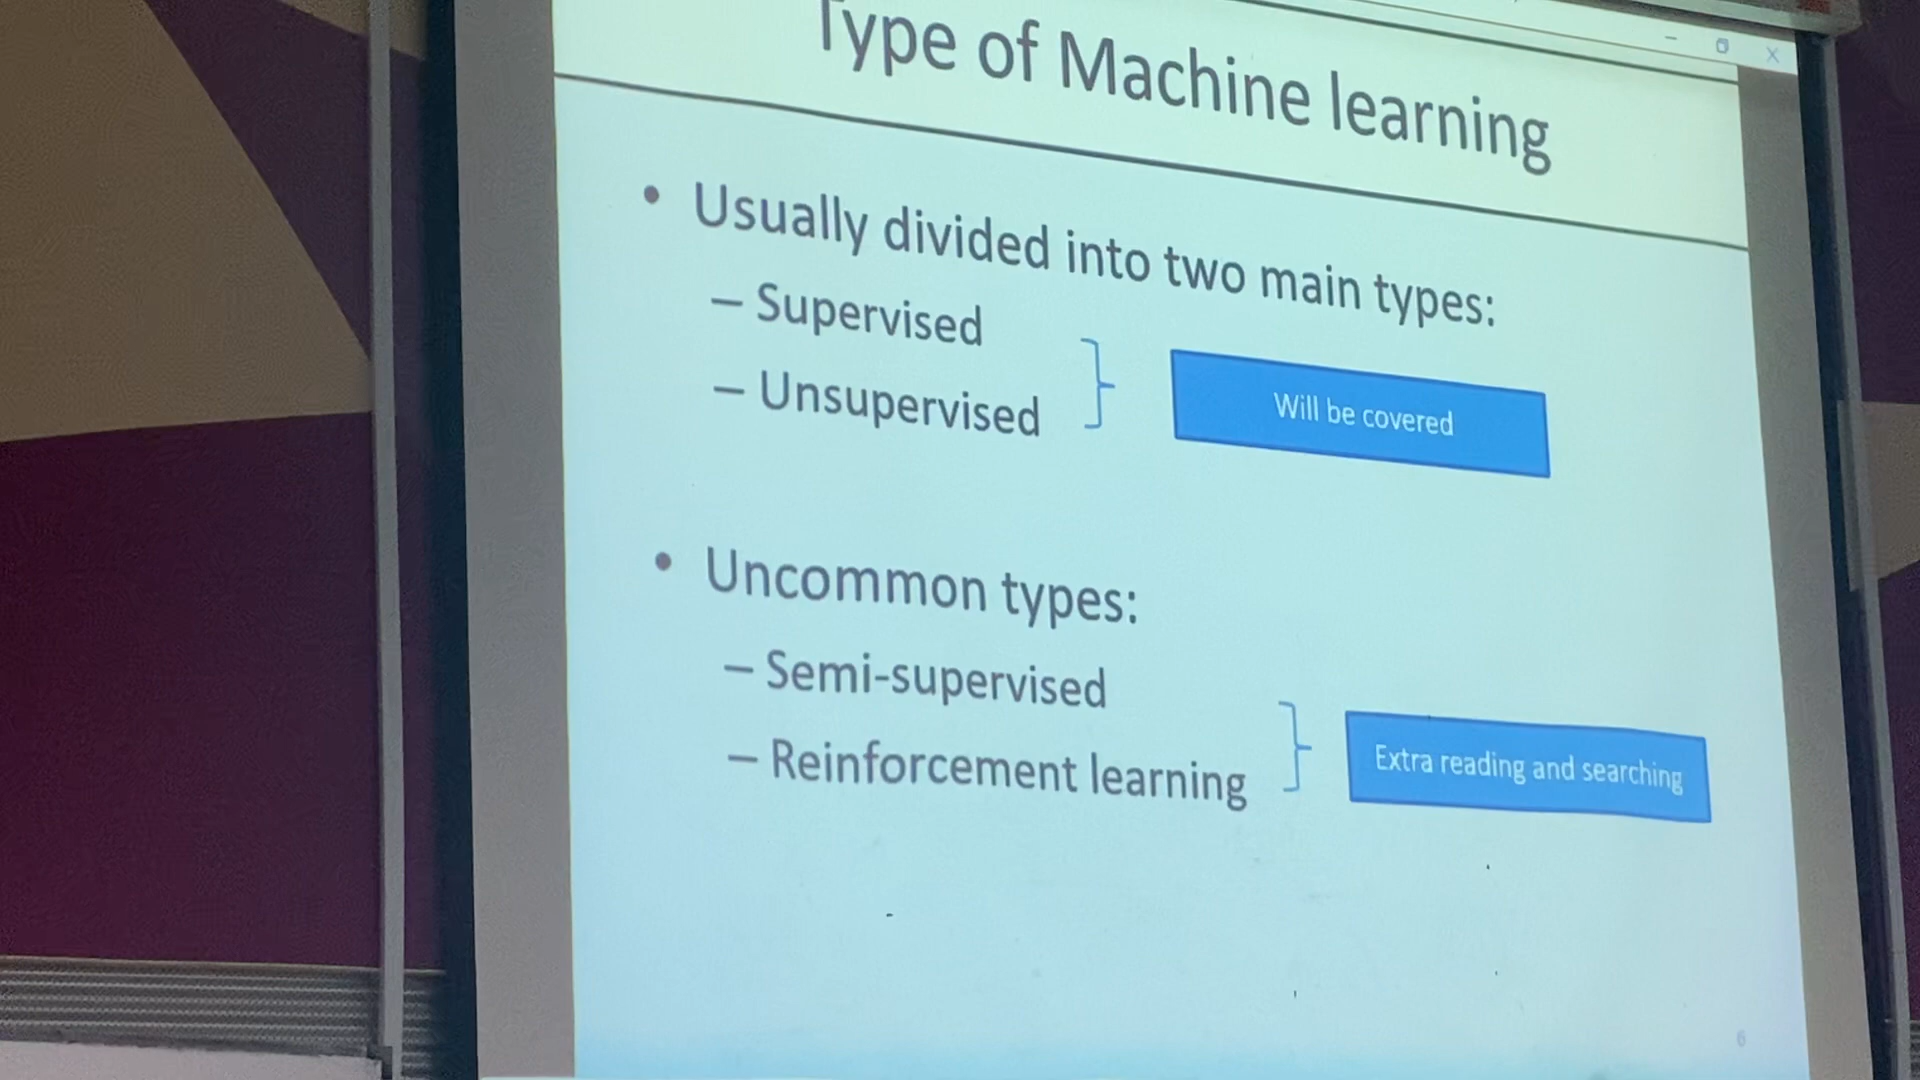 Type of Machine learning
• Usually divided into two main types:
– Supervised
– Unsupervised
Will be covered
• Uncommon types:
– Semi-supervised
– Reinforcement learning
Extra reading and searching
6